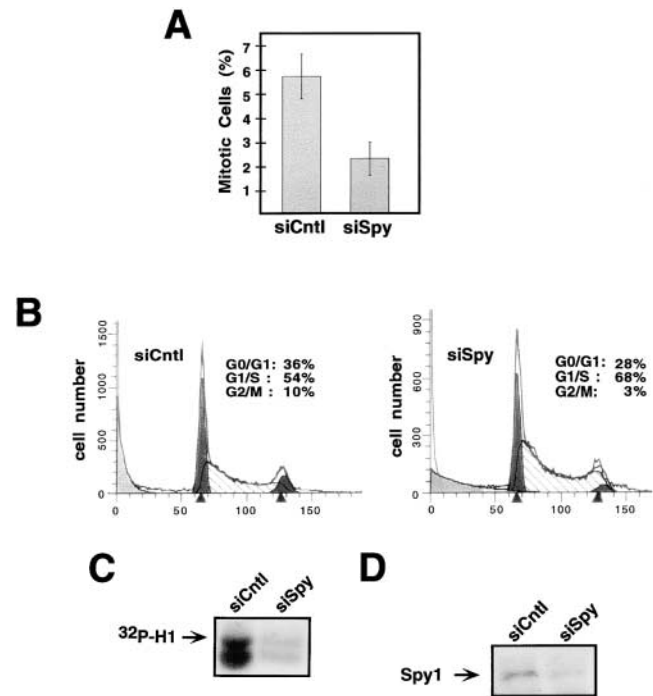 A
Mitotic Cells (%)
7
6
5
4
3
2
1
siCntl siSpy
B
cell number
1500
1000
500
0
siCntl
G0/G1: 36%
G1/S : 54%
G2/M : 10%
0 50 100 150
cell number
900
600
300
0
siSpy
G0/G1: 28%
G1/S : 68%
G2/M: 3%
0 50 100 150
C
siCntl siSpy
32P-H1
D
siCntl siSpy
Spy1